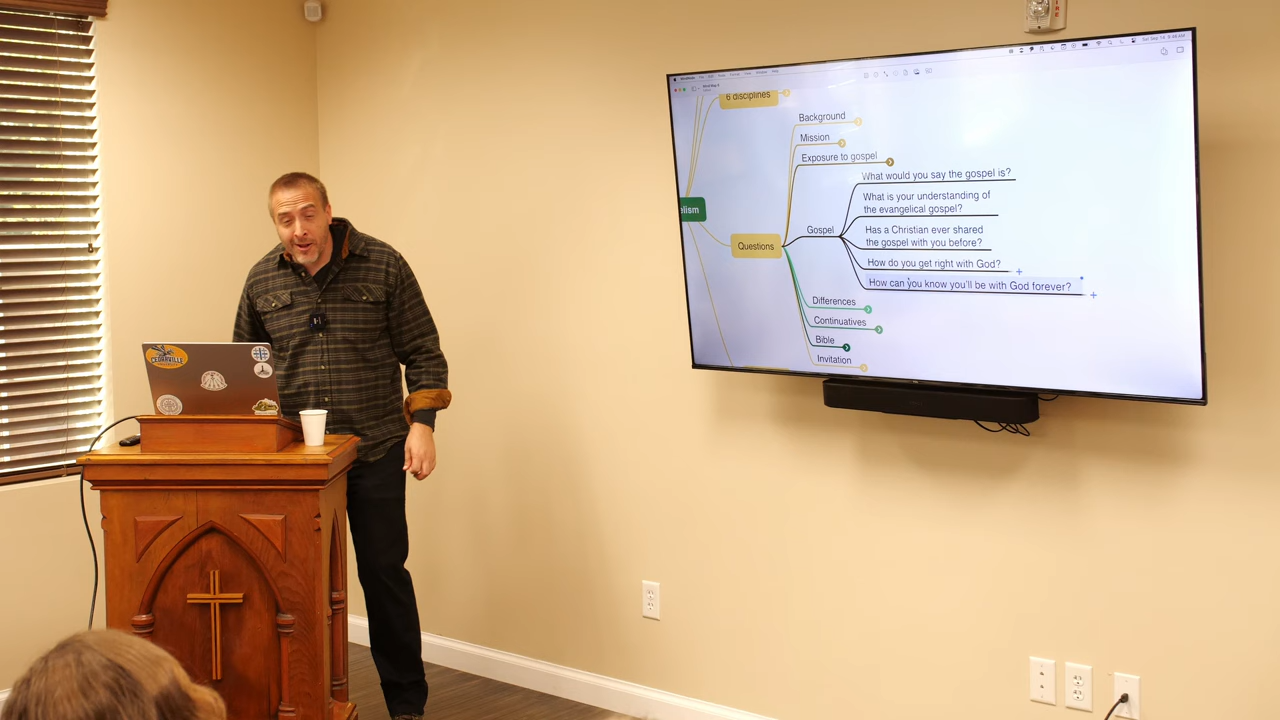 6 disciplines
Background
Mission
Exposure to gospel
What would you say the gospel is?
What is your understanding of
the evangelical gospel?
elism
Gospel
Questions
Has a Christian ever shared
the gospel with you before?
How do you get right with God?
How can you know you'll be with God forever?
Differences
Continuatives
Bible
Invitation
CEDARVILLE